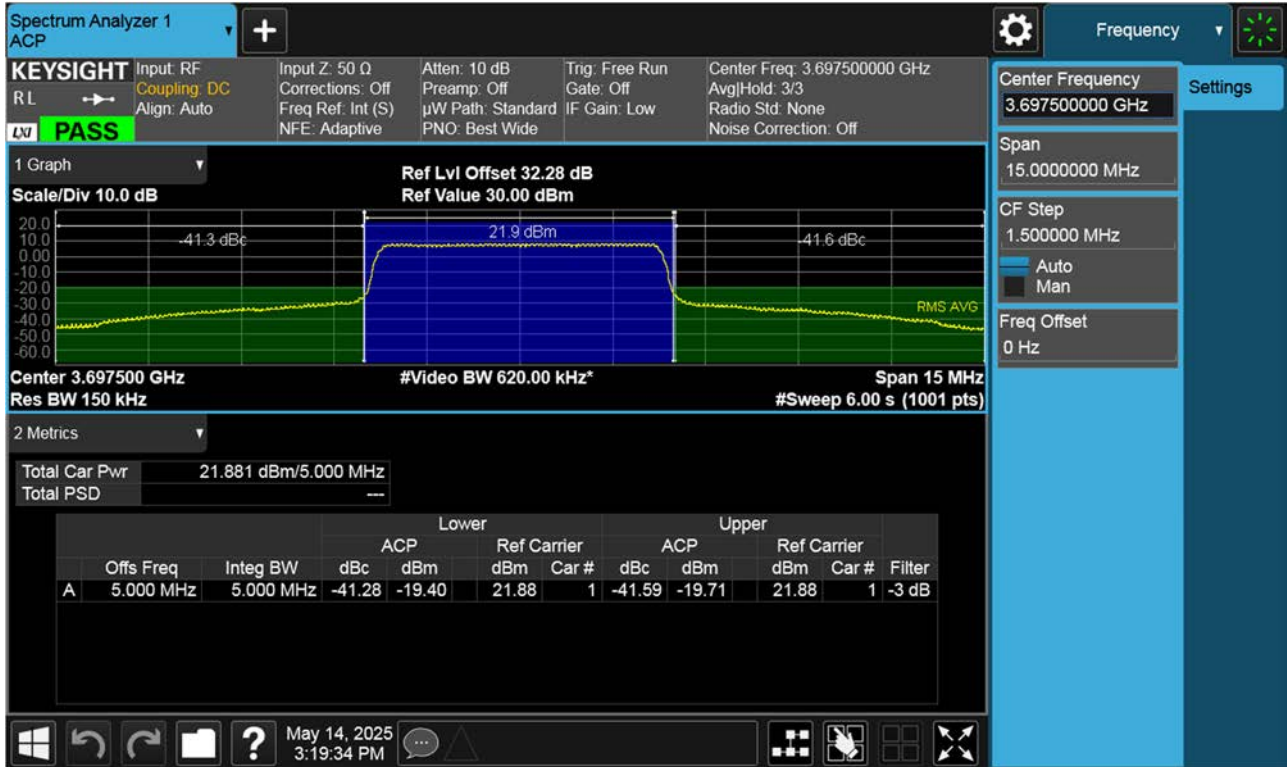 Spectrum Analyzer 1
ACP
+
Frequency
KEYSIGHT
RL
LXI PASS
Input: RF
Coupling: DC
Align: Auto
Input Z: 50 Ω
Corrections: Off
Freq Ref: Int (S)
NFE: Adaptive
Atten: 10 dB
Preamp: Off
µW Path: Standard
PNO: Best Wide
Trig: Free Run
Gate: Off
IF Gain: Low
Center Freq: 3.697500000 GHz
Avg|Hold: 3/3
Radio Std: None
Noise Correction: Off
Center Frequency
3.697500000 GHz
Settings
Span
15.0000000 MHz
CF Step
1.500000 MHz
Auto
Man
Freq Offset
0 Hz
1 Graph
Scale/Div 10.0 dB
Ref Lvl Offset 32.28 dB
Ref Value 30.00 dBm
20.0
10.0
0.00
-10.0
-20.0
-30.0
-40.0
-50.0
-60.0
-41.3 dBc
21.9 dBm
-41.6 dBc
RMS AVG
Center 3.697500 GHz #Video BW 620.00 kHz* Span 15 MHz
Res BW 150 kHz #Sweep 6.00 s (1001 pts)
2 Metrics
Total Car Pwr 21.881 dBm/5.000 MHz
Total PSD ---
Lower Upper
ACP Ref Carrier ACP Ref Carrier
Offs Freq Integ BW dBc dBm dBm Car # dBc dBm dBm Car # Filter
A 5.000 MHz 5.000 MHz -41.28 -19.40 21.88 1 -41.59 -19.71 21.88 1 -3 dB
?
May 14, 2025
3:19:34 PM